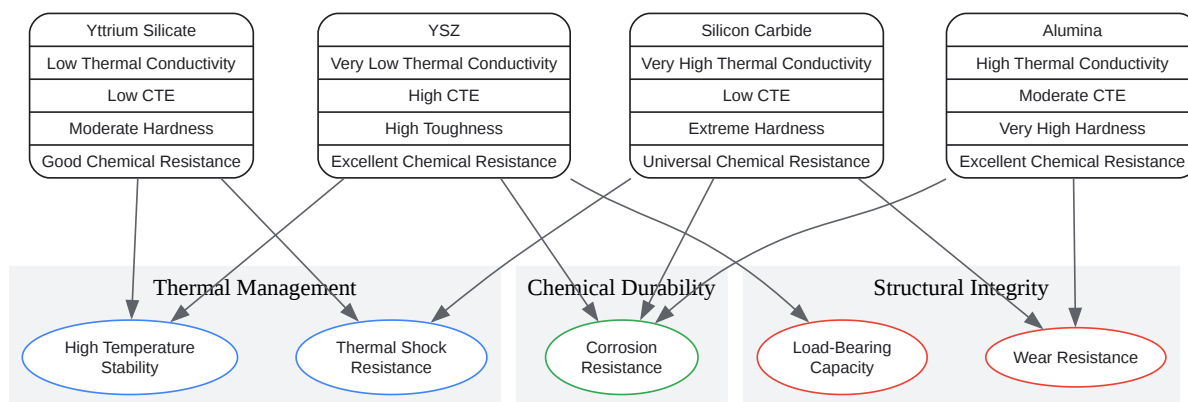 Yttrium Silicate
Low Thermal Conductivity
Low CTE
Moderate Hardness
Good Chemical Resistance
YSZ
Very Low Thermal Conductivity
High CTE
High Toughness
Excellent Chemical Resistance
Silicon Carbide
Very High Thermal Conductivity
Low CTE
Extreme Hardness
Universal Chemical Resistance
Alumina
High Thermal Conductivity
Moderate CTE
Very High Hardness
Excellent Chemical Resistance
Thermal Management
High Temperature
Stability
Thermal Shock
Resistance
Chemical Durability
Corrosion
Resistance
Structural Integrity
Load-Bearing
Capacity
Wear Resistance